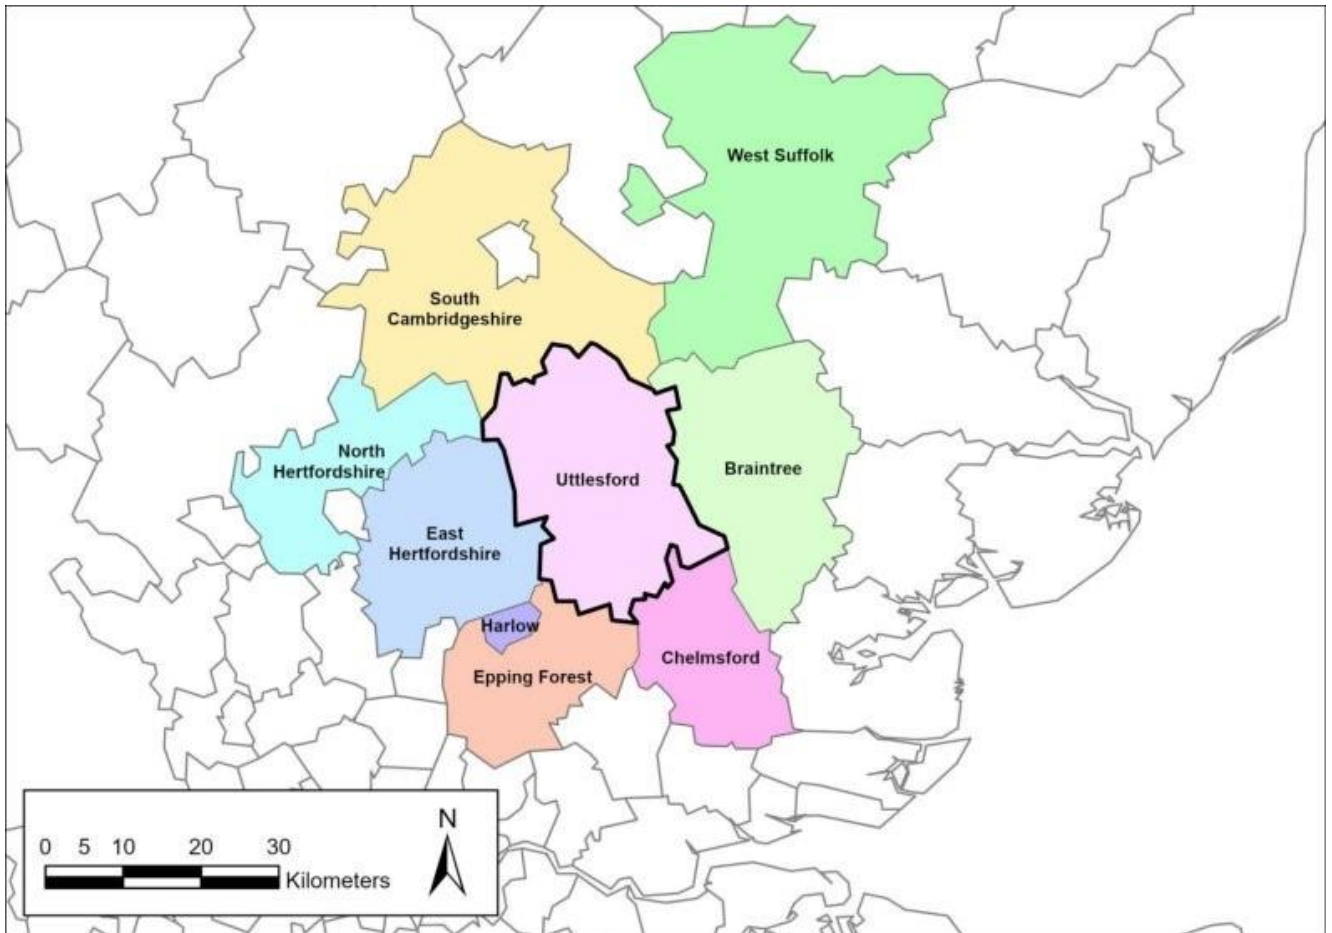 West Suffolk
South
Cambridgeshire
North
Hertfordshire
Uttlesford
Braintree
East
Hertfordshire
Harlow
Epping Forest
Chelmsford
N
0 5 10 20 30
Kilometers